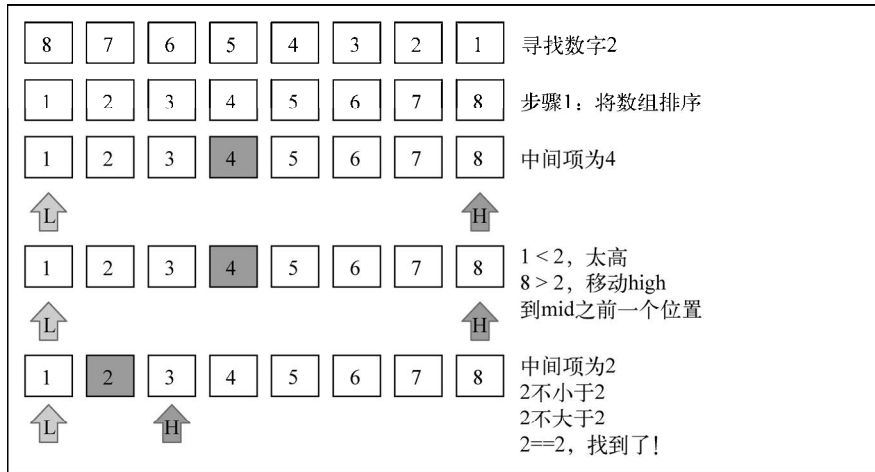 8 7 6 5 4 3 2 1 寻找数字2
1 2 3 4 5 6 7 8 步骤1：将数组排序
1 2 3 4 5 6 7 8 中间项为4
L H
1 2 3 4 5 6 7 8 1 < 2，太高
8 > 2，移动high
到mid之前一个位置
L H
1 2 3 4 5 6 7 8 中间项为2
2不小于2
2不大于2
L H 2==2，找到了！